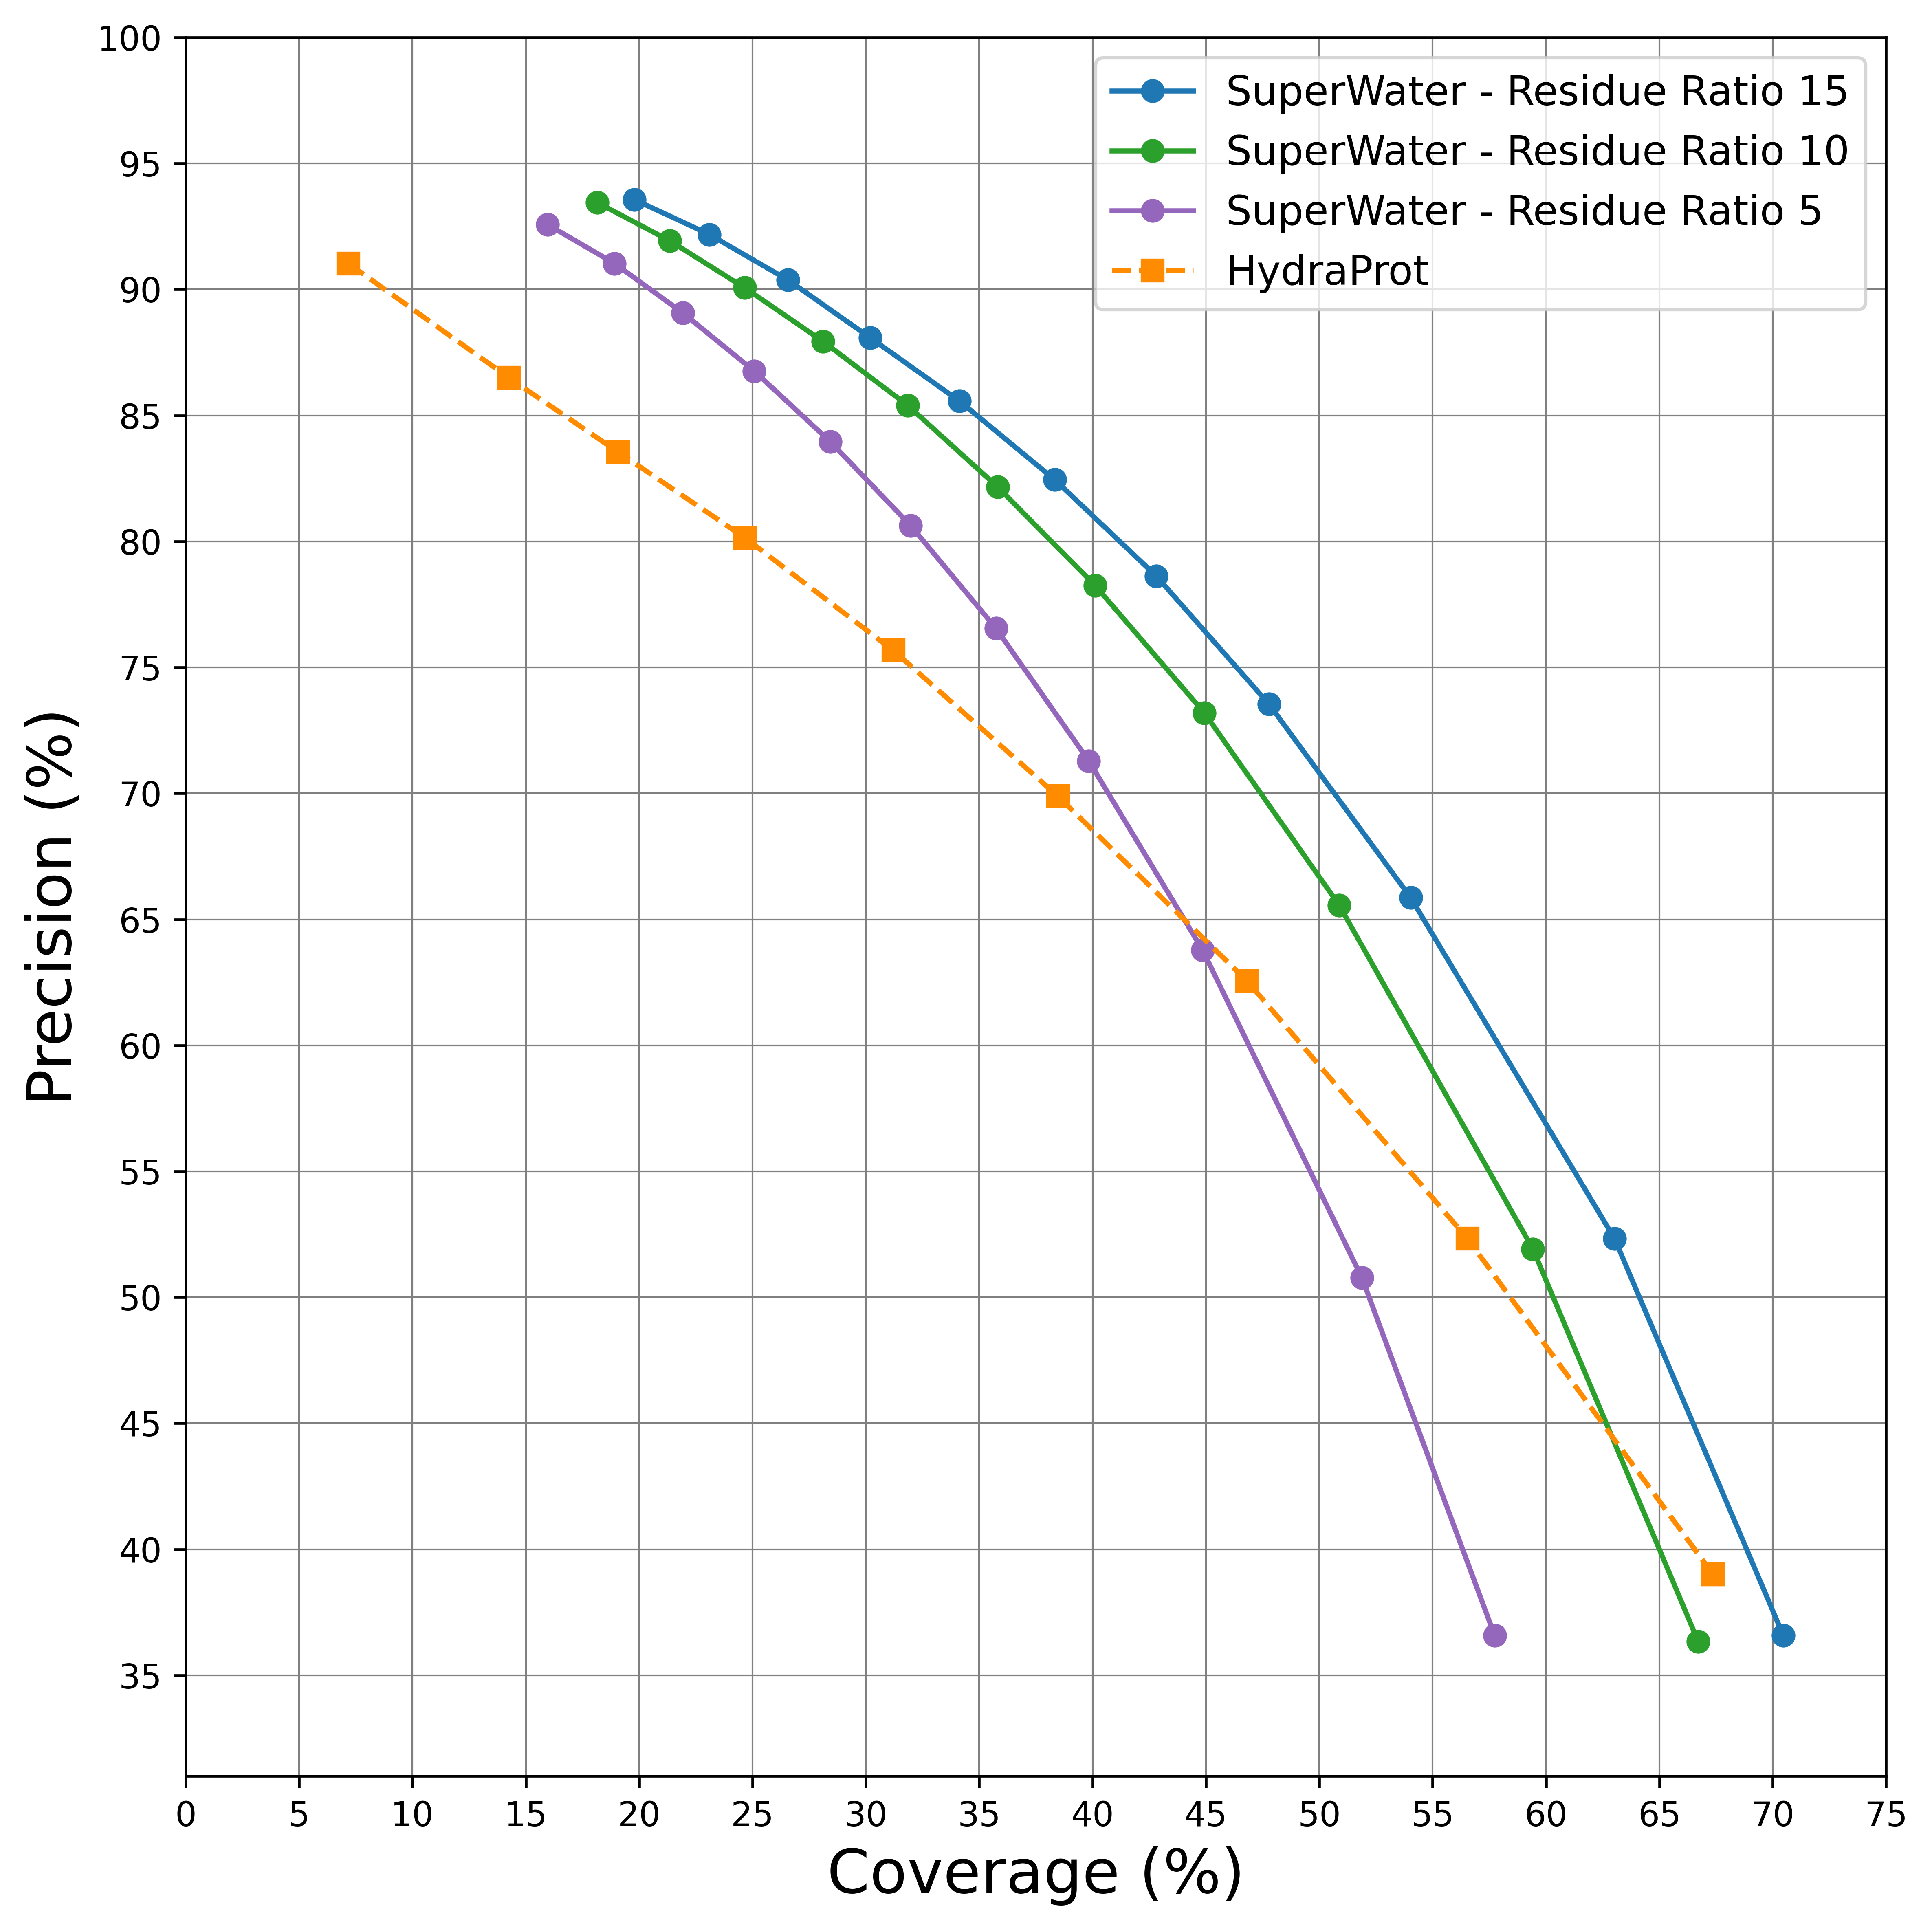 100
95
90
85
80
75
70
65
60
55
50
45
40
35
Precision (%)
SuperWater - Residue Ratio 15
SuperWater - Residue Ratio 10
SuperWater - Residue Ratio 5
HydraProt
0 5 10 15 20 25 30 35 40 45 50 55 60 65 70 75
Coverage (%)